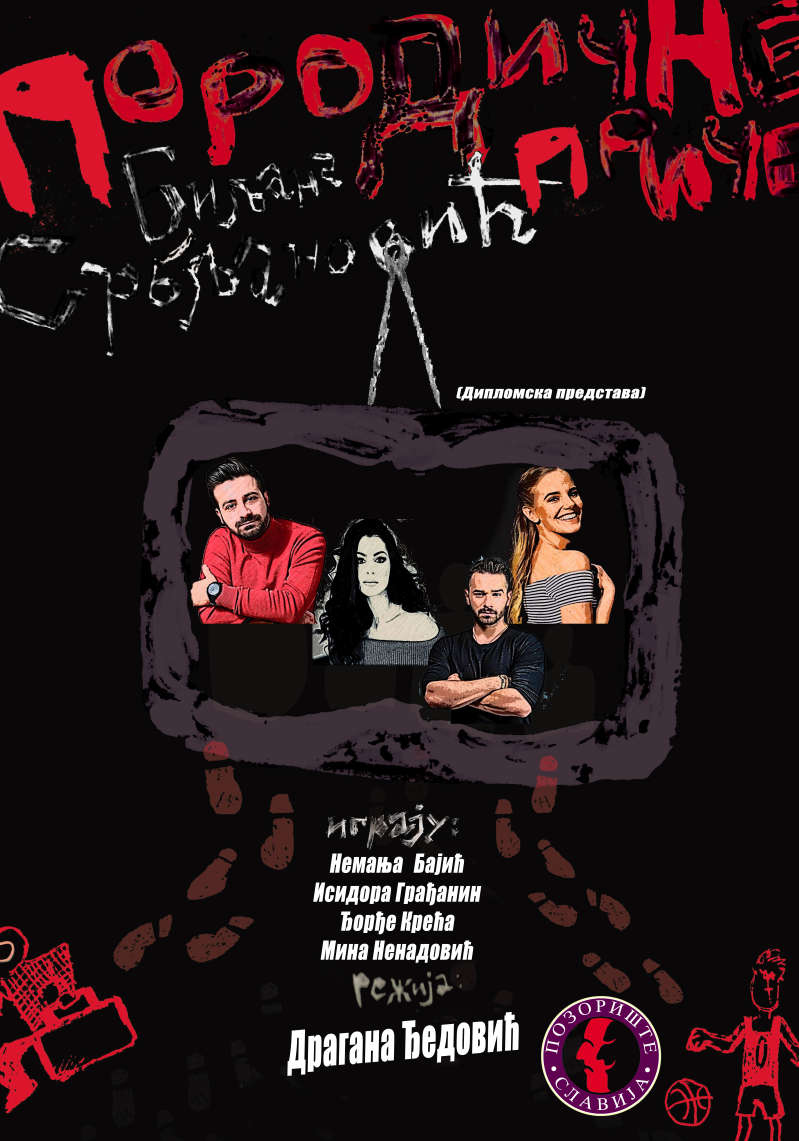 ПОРОДИЧНЕ
ПРИЧЕ
Биљана
Србљановић
(Дипломска представа)
играју:
Немања Бајић
Исидора Грађанин
Ђорђе Крећа
Мина Ненадовић
режија:
Драгана Ђедовић
ПОЗОРИШТЕ
СЛАВИЈА
0